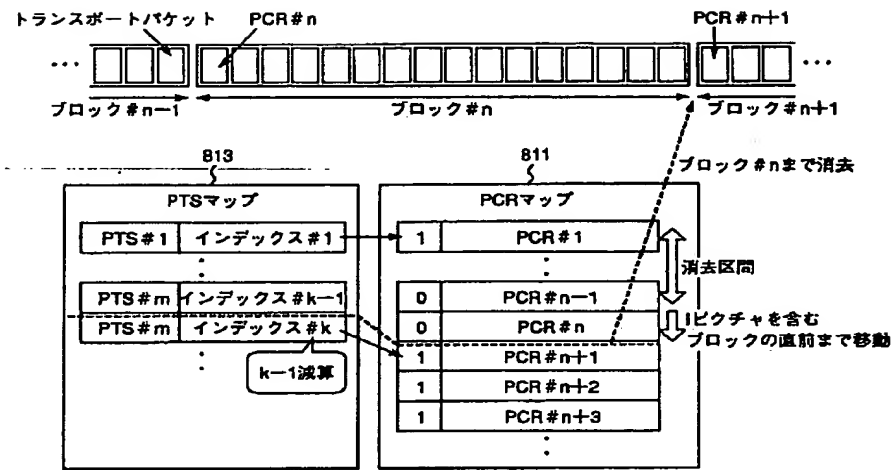 トランスポートパケット PCR#n PCR#n+1
… …
ブロック#n−1 ブロック#n ブロック#n+1
813 811
ブロック#nまで消去
PTSマップ PCRマップ
PTS#1 インデックス#1 1 PCR#1
消去区間
PTS#m インデックス#k−1 0 PCR#n−1
PTS#m インデックス#k 0 PCR#n
Iピクチャを含む
ブロックの直前まで移動
k−1減算
1 PCR#n+1
1 PCR#n+2
1 PCR#n+3